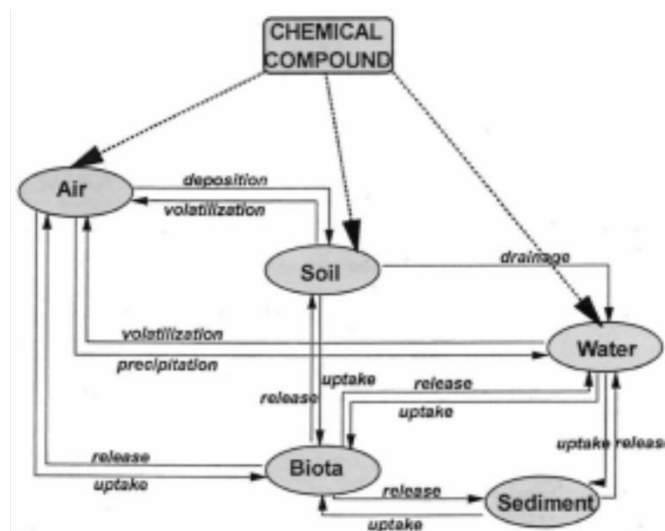 CHEMICAL
COMPOUND
Air
deposition
volatilization
Soil
drainage
volatilization
precipitation
Water
uptake
release
release
uptake
uptake release
release
uptake
Biota
release
uptake
Sediment